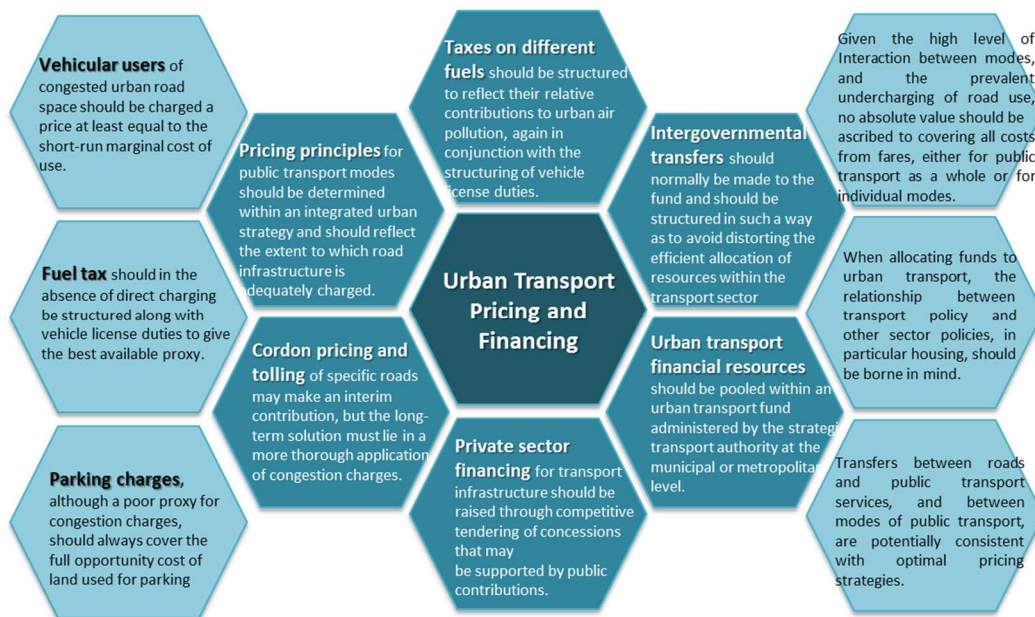 Vehicular users of
congested urban road
space should be charged a
price at least equal to the
short-run marginal cost of
use.
Fuel tax should in the
absence of direct charging
be structured along with
vehicle license duties to give
the best available proxy.
Parking charges,
although a poor proxy for
congestion charges,
should always cover the
full opportunity cost of
land used for parking
Pricing principles for
public transport modes
should be determined
within an integrated urban
strategy and should reflect
the extent to which road
infrastructure is
adequately charged.
Cordon pricing and
tolling of specific roads
may make an interim
contribution, but the long-
term solution must lie in a
more thorough application
of congestion charges.
Taxes on different
fuels should be structured
to reflect their relative
contributions to urban air
pollution, again in
conjunction with the
structuring of vehicle
license duties.
Urban Transport
Pricing and
Financing
Private sector
financing for transport
infrastructure should be
raised through competitive
tendering of concessions
that may
be supported by public
contributions.
Intergovernmental
transfers should
normally be made to the
fund and should be
structured in such a way
as to avoid distorting the
efficient allocation of
resources within the
transport sector
Urban transport
financial resources
should be pooled within an
urban transport fund
administered by the strategi
transport authority at the
municipal or metropolitan
level.
Given the high level of
Interaction between modes,
and the prevalent
undercharging of road use,
no absolute value should be
ascribed to covering all costs
from fares, either for public
transport as a whole or for
individual modes.
When allocating funds to
urban transport, the
relationship between
transport policy and
other sector policies, in
particular housing, should
be borne in mind.
Transfers between roads
and public transport
services, and between
modes of public transport,
are potentially consistent
with optimal pricing
strategies.